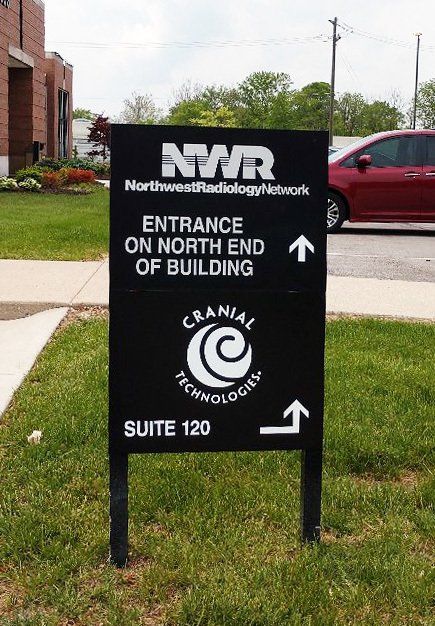 NWR
NorthwestRadiologyNetwork
ENTRANCE
ON NORTH END
OF BUILDING
CRANIAL
TECHNOLOGIES
SUITE 120